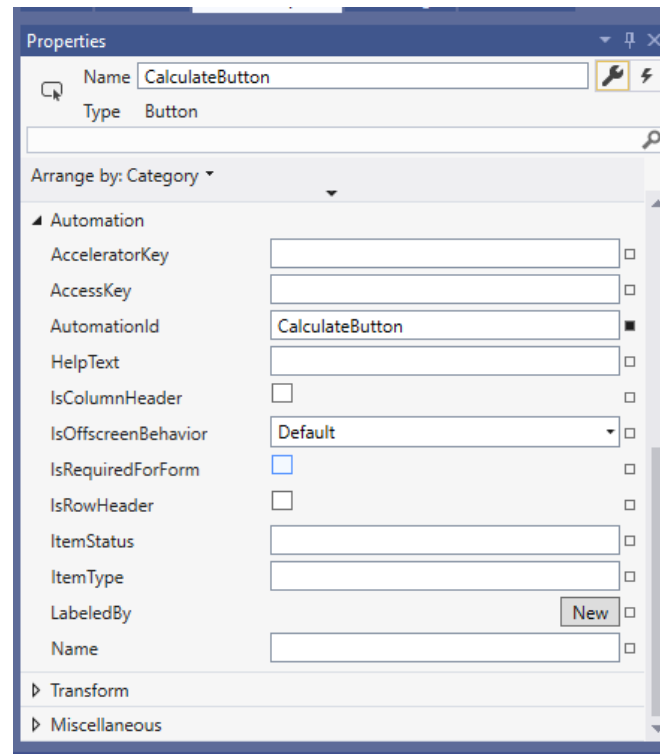 Properties
Name CalculateButton
Type Button
Arrange by: Category
Automation
AcceleratorKey
AccessKey
AutomationId CalculateButton
HelpText
IsColumnHeader
IsOffscreenBehavior Default
IsRequiredForForm
IsRowHeader
ItemStatus
ItemType
LabeledBy New
Name
Transform
Miscellaneous